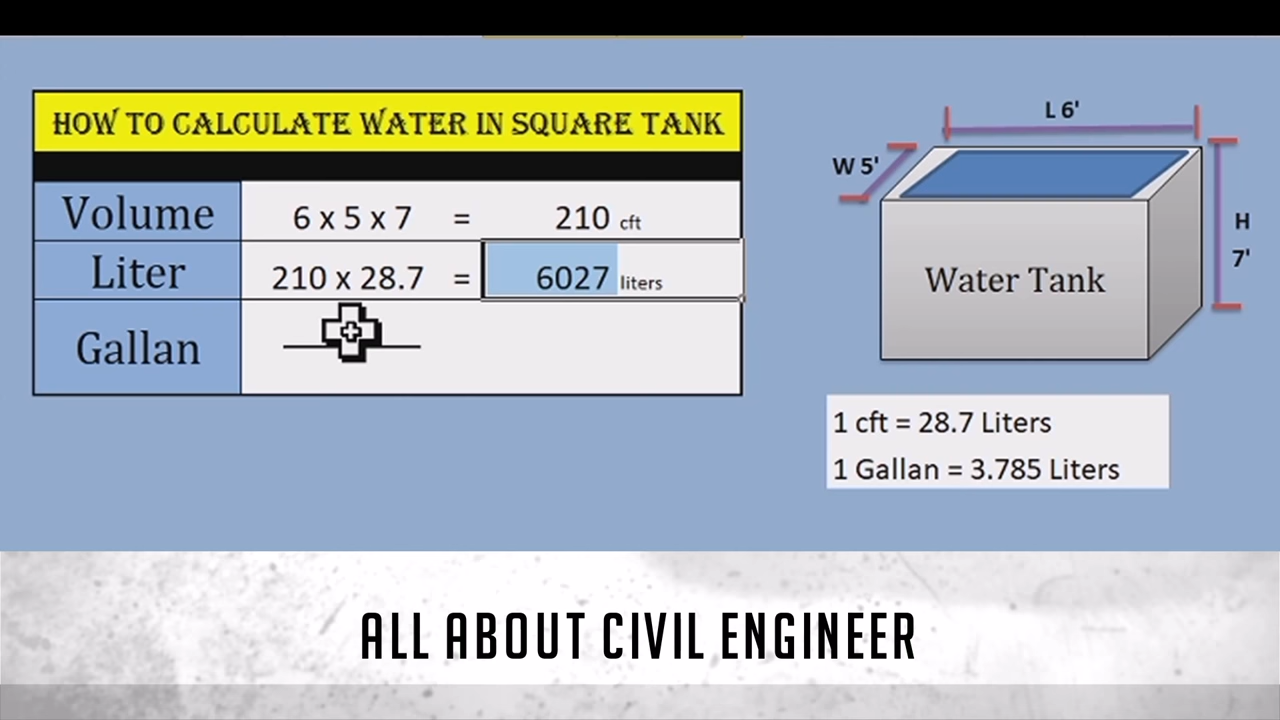 HOW TO CALCULATE WATER IN SQUARE TANK
Volume 6 x 5 x 7 = 210 cft
Liter 210 x 28.7 = 6027 liters
Gallan
L 6'
W 5'
H
7'
Water Tank
1 cft = 28.7 Liters
1 Gallan = 3.785 Liters
ALL ABOUT CIVIL ENGINEER